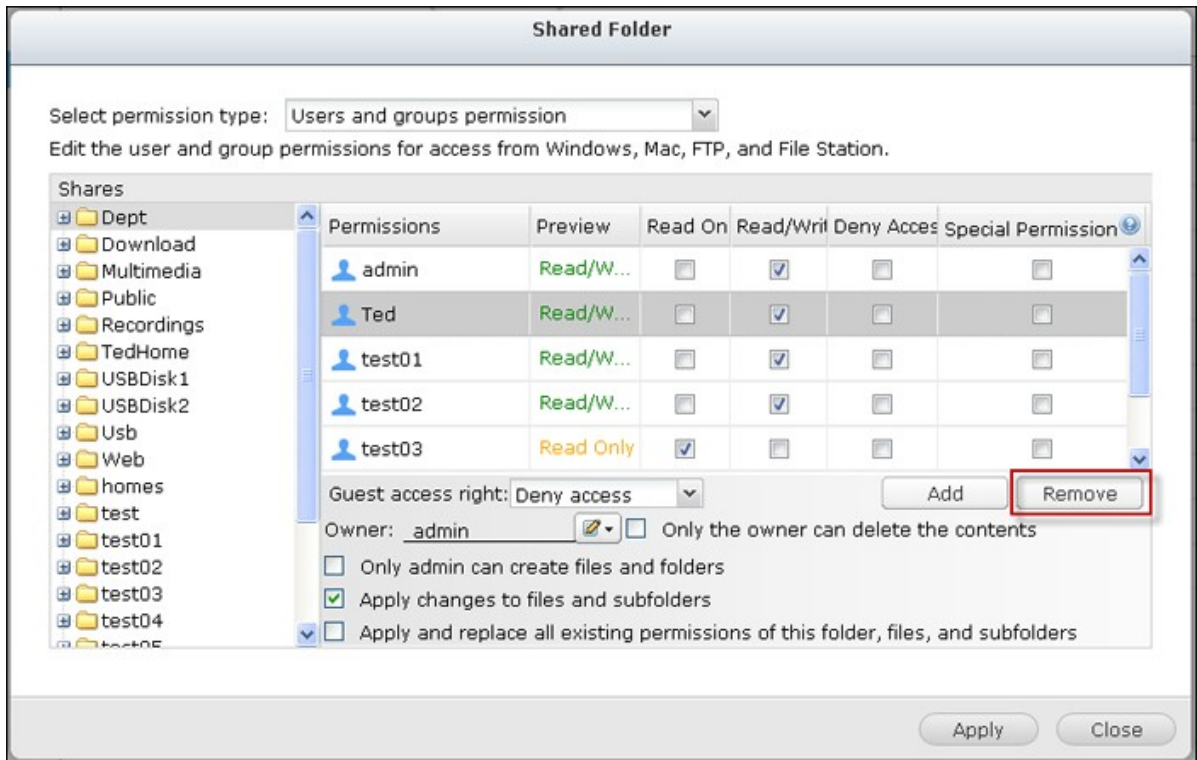 Shared Folder
Select permission type: Users and groups permission
Edit the user and group permissions for access from Windows, Mac, FTP, and File Station.
Shares
Dept
Download
Multimedia
Public
Recordings
TedHome
USBDisk1
USBDisk2
Usb
Web
homes
test
test01
test02
test03
test04
test05
Permissions Preview Read On Read/Writ Deny Acces Special Permission
admin Read/W...
Ted Read/W...
test01 Read/W...
test02 Read/W...
test03 Read Only
Guest access right: Deny access Add Remove
Owner: admin Only the owner can delete the contents
Only admin can create files and folders
Apply changes to files and subfolders
Apply and replace all existing permissions of this folder, files, and subfolders
Apply Close